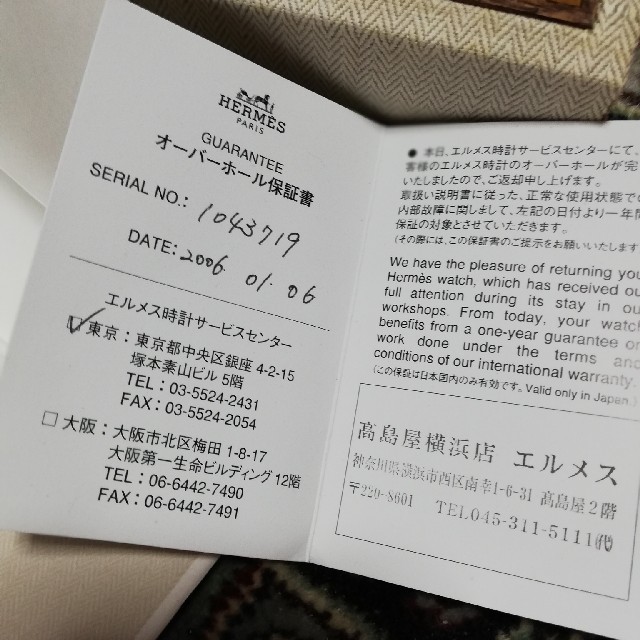 HERMÈS
PARIS
GUARANTEE
オーバーホール保証書
SERIAL NO.: 1043719
DATE: 2006. 01. 06
エルメス時計サービスセンター
東京：東京都中央区銀座 4-2-15
塚本素山ビル 5階
TEL : 03-5524-2431
FAX : 03-5524-2054
□ 大阪：大阪市北区梅田 1-8-17
大阪第一生命ビルディング 12階
TEL : 06-6442-7490
FAX : 06-6442-7491
● 本日、エルメス時計サービスセンターにて、
客様のエルメス時計のオーバーホールが完
いたしましたので、ご返却申し上げます。
取扱い説明書に従った、正常な使用状態での
内部故障に関しまして、左記の日付より一年間
保証の対象とさせていただきます。
(その際には、この保証書のご提示をお願いいたします
We have the pleasure of returning you
Hermès watch, which has received ou
full attention during its stay in ou
workshops. From today, your watch
benefits from a one-year guarantee on
work done under the terms and
conditions of our international warranty.
(この保証は日本国内のみ有効です。Valid only in Japan.)
髙島屋横浜店 エルメス
神奈川県横浜市西区南幸1-6-31 髙島屋2階
〒220-8601 TEL045-311-5111㈹